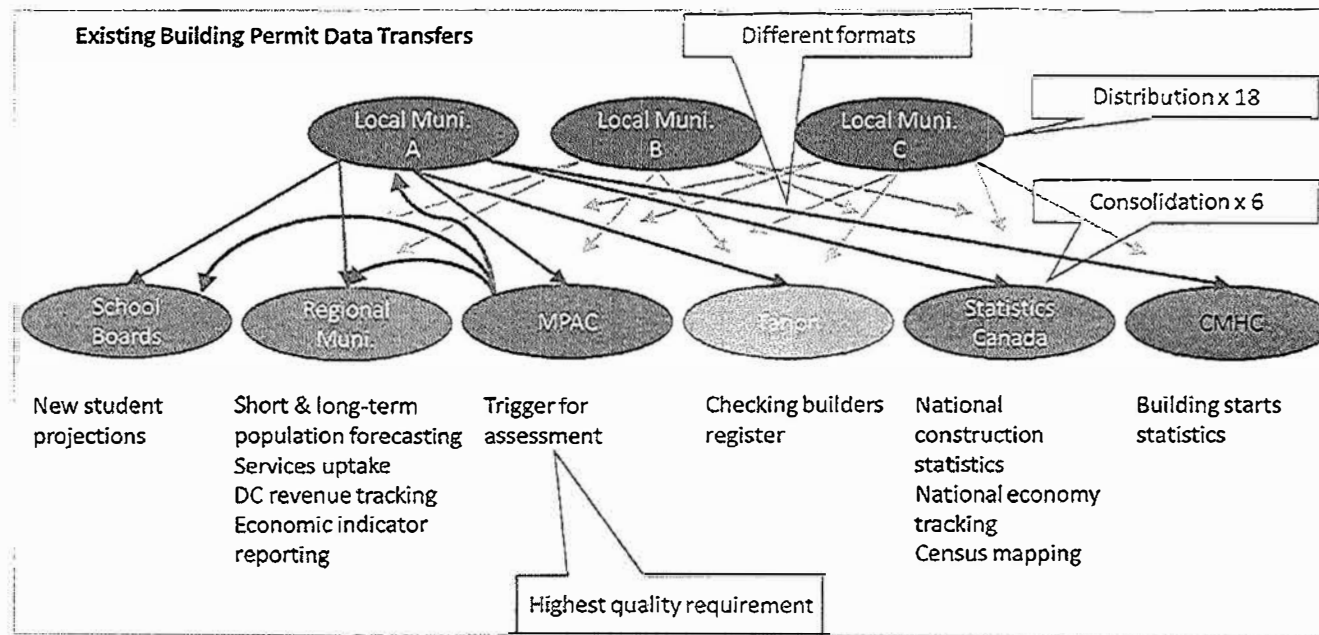 Existing Building Permit Data Transfers
Different formats
Distribution x 18
Local Muni.
A
Local Muni.
B
Local Muni.
C
Consolidation x 6
School
Boards
Regional
Muni.
MPAC
Tarion
Statistics
Canada
CMHC
New student
projections
Short & long-term
population forecasting
Services uptake
DC revenue tracking
Economic indicator
reporting
Trigger for
assessment
Checking builders
register
National
construction
statistics
National economy
tracking
Census mapping
Building starts
statistics
Highest quality requirement